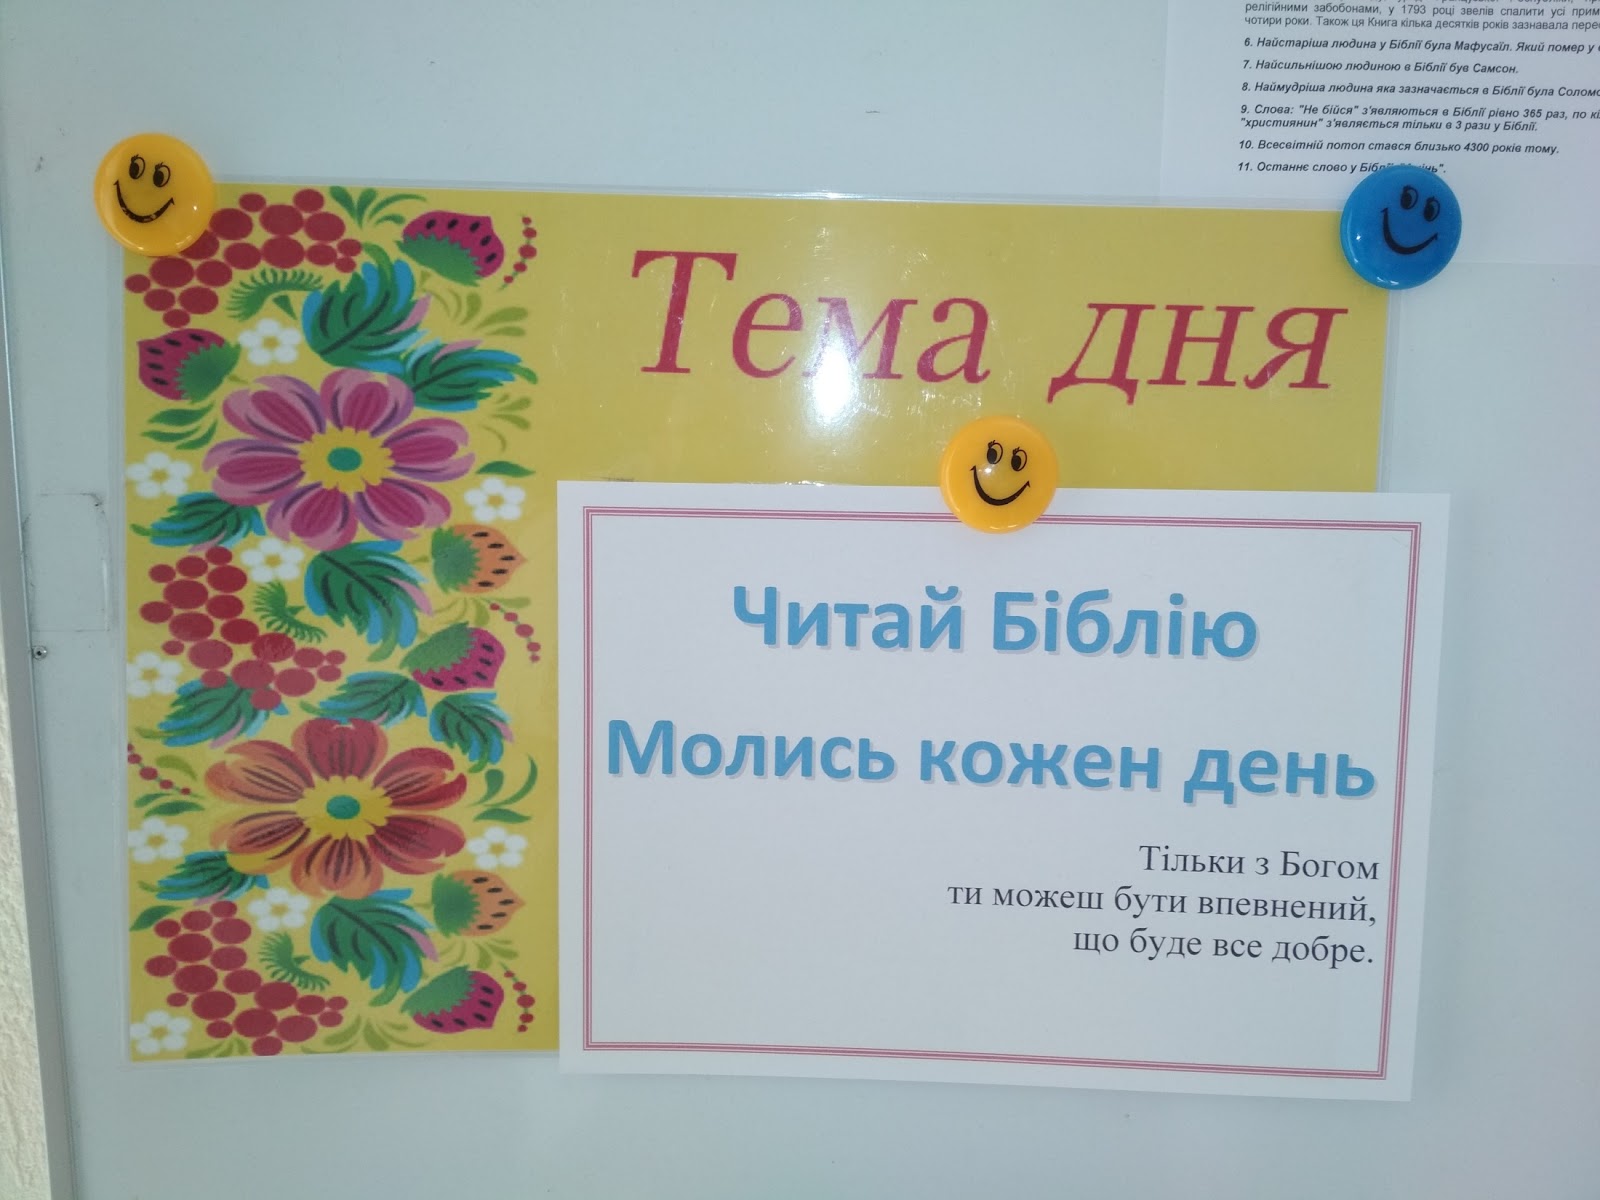 релігійними забобонами, у 1793 році звелів спалити усі
чотири роки. Також ця Книга кілька десятків років зазнавала
6. Найстаріша людина у Біблії була Мафусаїл. Який помер у
7. Найсильнішою людиною в Біблії був Самсон.
8. Наймудріша людина яка зазначається в Біблії була
9. Слова: "Не бійся" з'являються в Біблії рівно 365 раз, по
"християнин" з'являється тільки в 3 рази у Біблії.
10. Всесвітній потоп стався близько 4300 років тому.
11. Останнє слово у
Тема дня
Читай Біблію
Молись кожен день
Тільки з Богом
ти можеш бути впевнений,
що буде все добре.